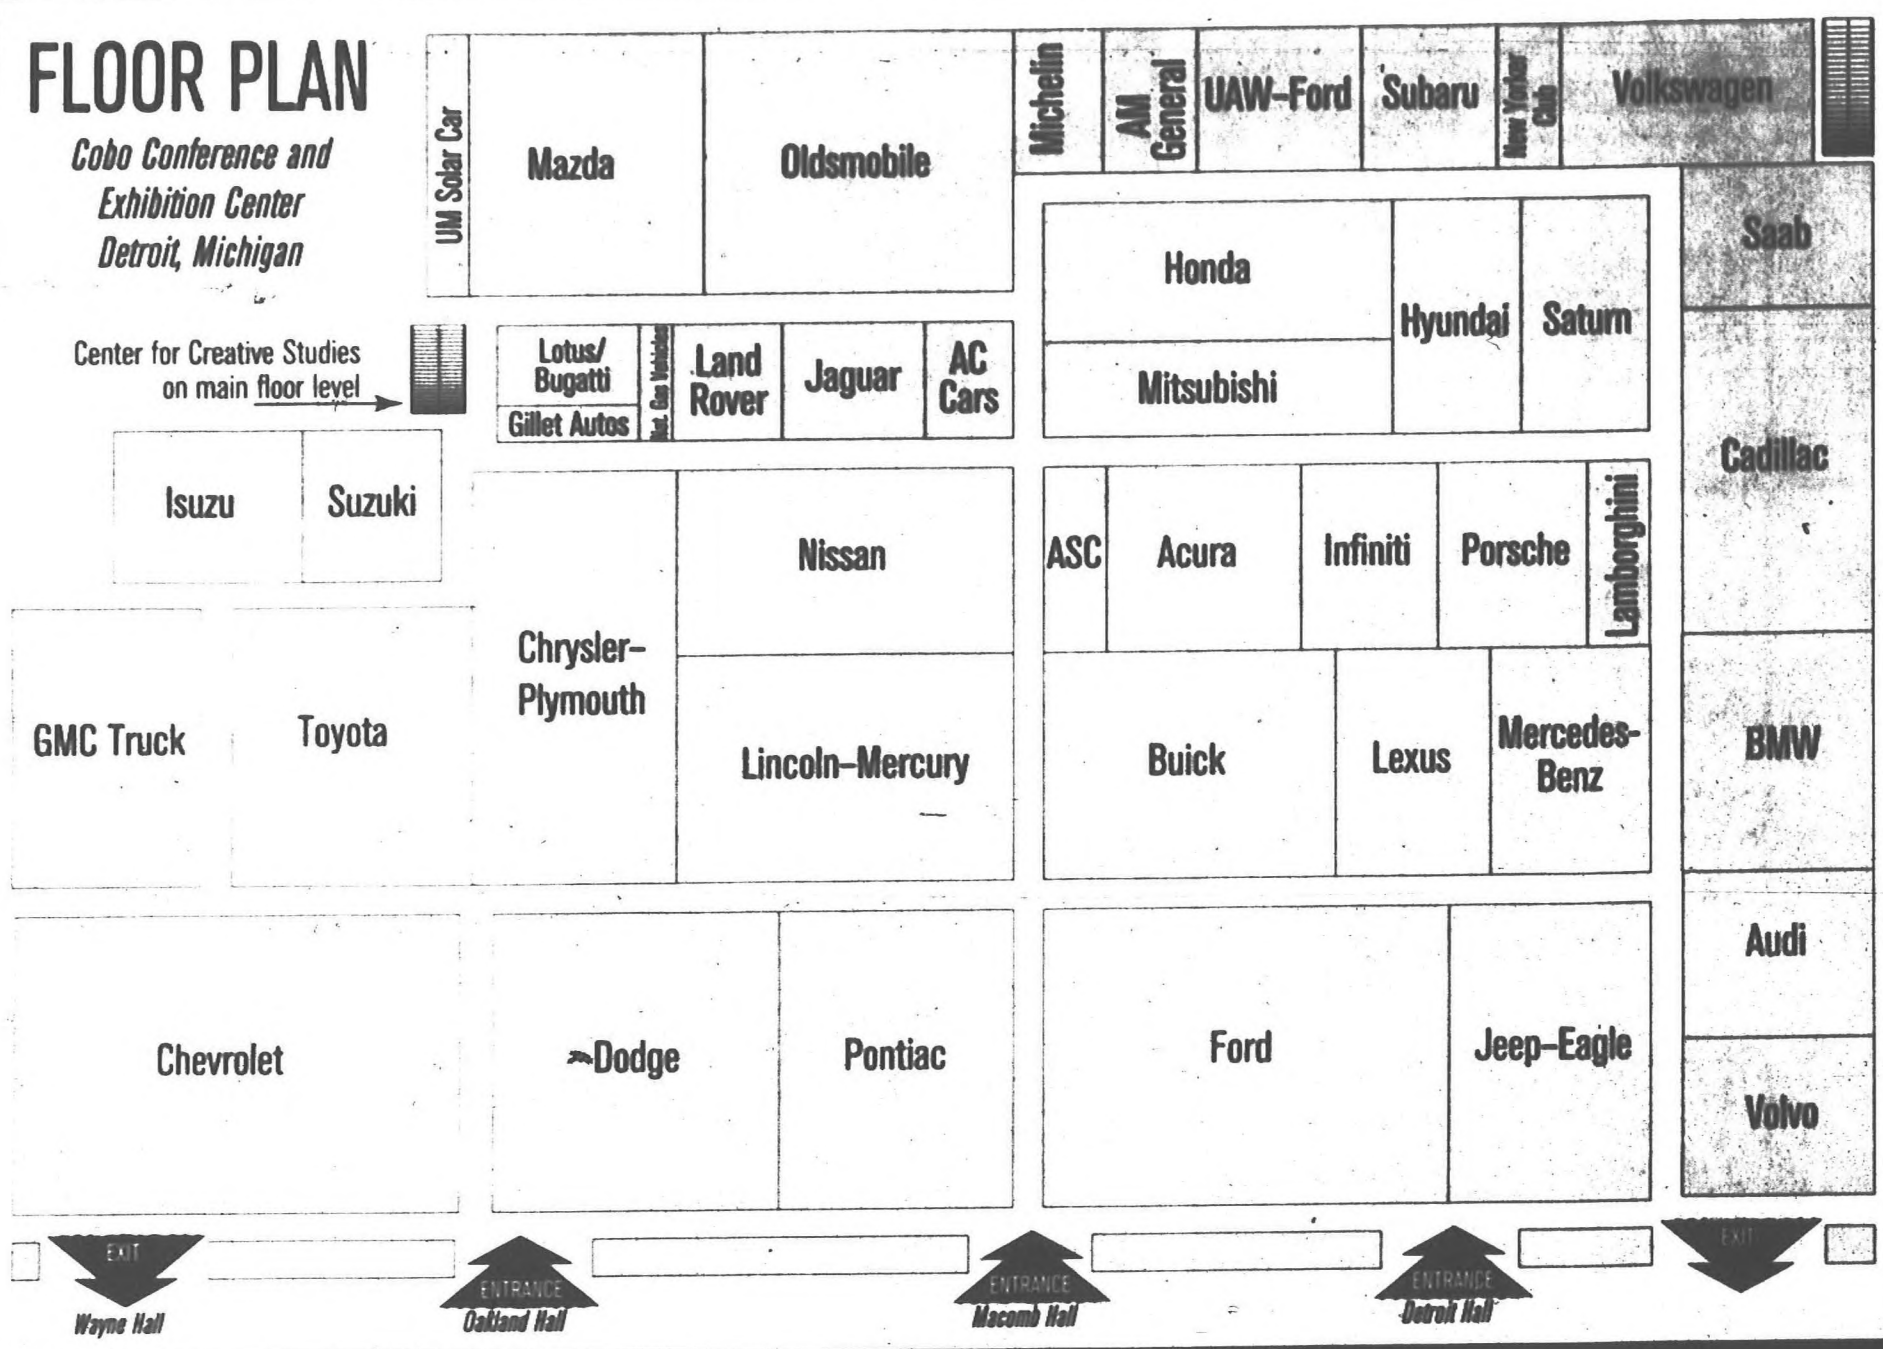 FLOOR PLAN
Cobo Conference and
Exhibition Center
Detroit, Michigan
UM Solar Car
Mazda
Oldsmobile
Michelin
AM
General
UAW-Ford
Subaru
New Yorker
Club
Volkswagen
Saab
Honda
Hyundai
Saturn
Mitsubishi
Center for Creative Studies
on main floor level
Lotus/
Bugatti
Gillet Autos
Nat. Gas Vehicles
Land
Rover
Jaguar
AC
Cars
Cadillac
Isuzu
Suzuki
Nissan
ASC
Acura
Infiniti
Porsche
Lamborghini
Chrysler-
Plymouth
GMC Truck
Toyota
Lincoln-Mercury
Buick
Lexus
Mercedes-
Benz
BMW
Audi
Chevrolet
Dodge
Pontiac
Ford
Jeep-Eagle
Volvo
EXIT
Wayne Hall
ENTRANCE
Oakland Hall
ENTRANCE
Macomb Hall
ENTRANCE
Detroit Hall
EXIT